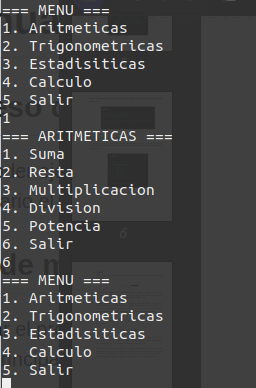 === MENU ===
1. Aritmeticas
2. Trigonometricas
3. Estadisiticas
4. Calculo
5. Salir
1
=== ARITMETICAS ===
1. Suma
2. Resta
3. Multiplicacion
4. Division
5. Potencia
6. Salir
6
=== MENU ===
1. Aritmeticas
2. Trigonometricas
3. Estadisiticas
4. Calculo
5. Salir